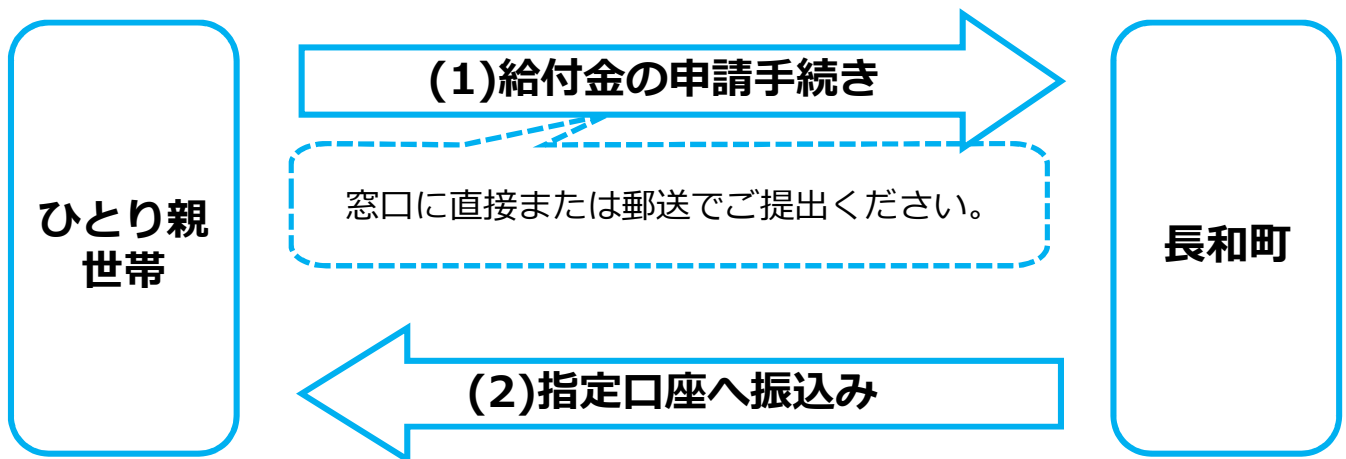 (1)給付金の申請手続き
窓口に直接または郵送でご提出ください。
ひとり親
世帯
長和町
(2)指定口座へ振込み